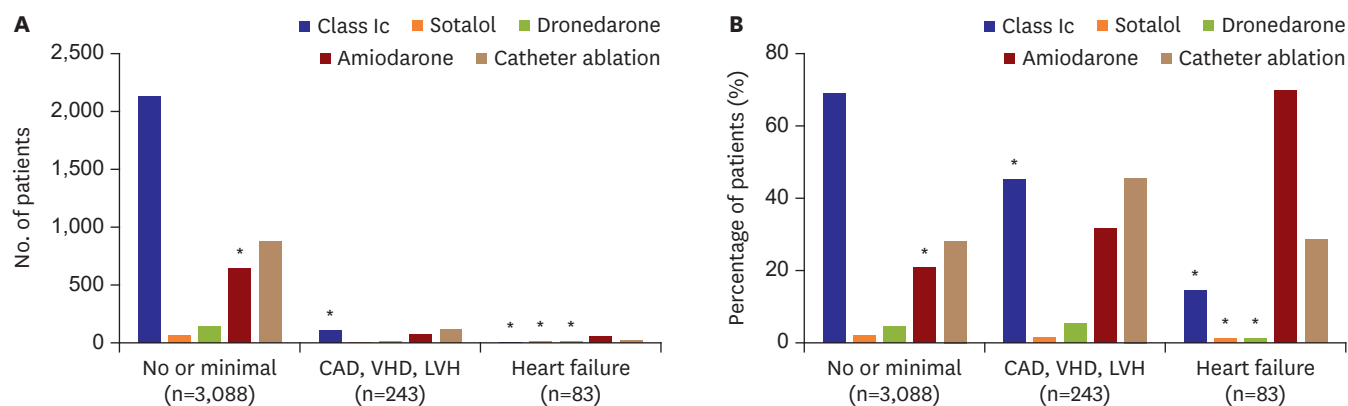 A
Class Ic Sotalol Dronedarone
Amiodarone Catheter ablation
No. of patients
2,500
2,000
1,500
1,000
500
0
*
*
* * *
No or minimal
(n=3,088)
CAD, VHD, LVH
(n=243)
Heart failure
(n=83)
B
Class Ic Sotalol Dronedarone
Amiodarone Catheter ablation
Percentage of patients (%)
80
60
40
20
0
*
*
*
* *
No or minimal
(n=3,088)
CAD, VHD, LVH
(n=243)
Heart failure
(n=83)